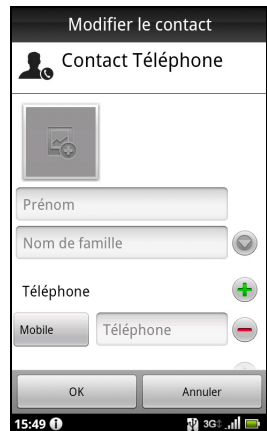 Modifier le contact
Contact Téléphone
Prénom
Nom de famille
Téléphone
Mobile Téléphone
OK Annuler
15:49 3G